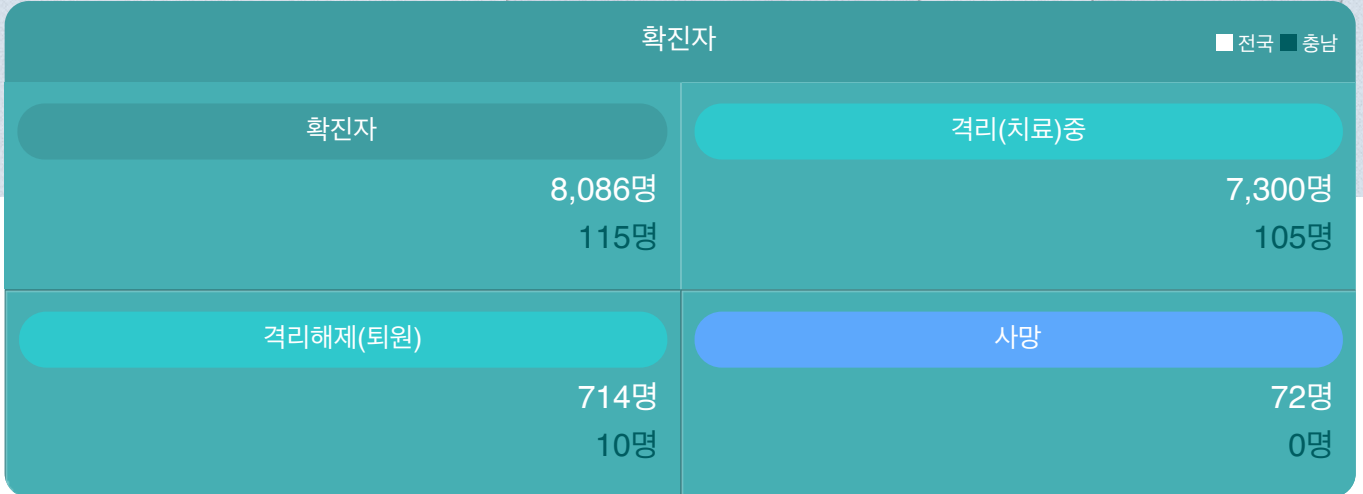 확진자
전국 충남
확진자
8,086명
115명
격리(치료)중
7,300명
105명
격리해제(퇴원)
714명
10명
사망
72명
0명